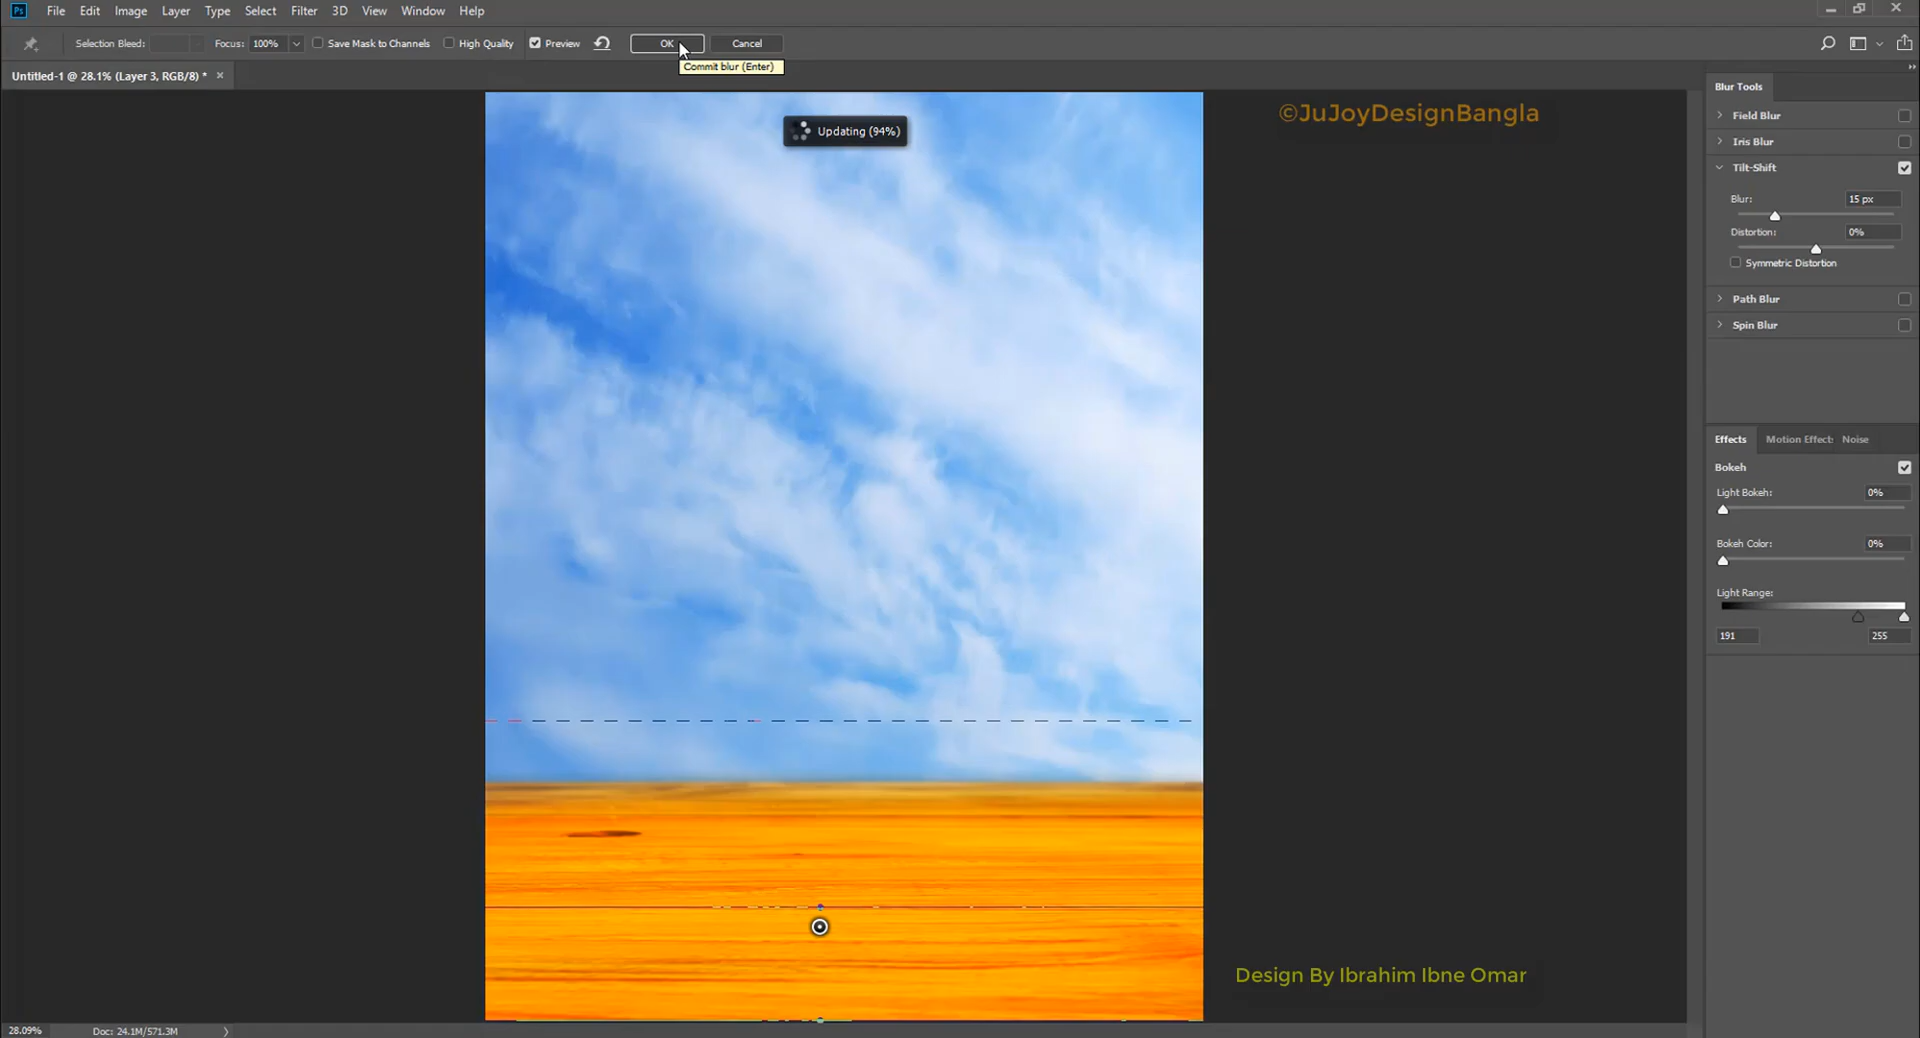 Ps File Edit Image Layer Type Select Filter 3D View Window Help
Selection Bleed: Focus: 100% Save Mask to Channels High Quality Preview OK Cancel
Commit blur (Enter)
Untitled-1 @ 28.1% (Layer 3, RGB/8) *
Updating (94%)
©JuJoyDesignBangla
Design By Ibrahim Ibne Omar
Blur Tools
Field Blur
Iris Blur
Tilt-Shift
Blur: 15 px
Distortion: 0%
Symmetric Distortion
Path Blur
Spin Blur
Effects Motion Effect: Noise
Bokeh
Light Bokeh: 0%
Bokeh Color: 0%
Light Range:
191 255
28.09% Doc: 24.1M/571.3M